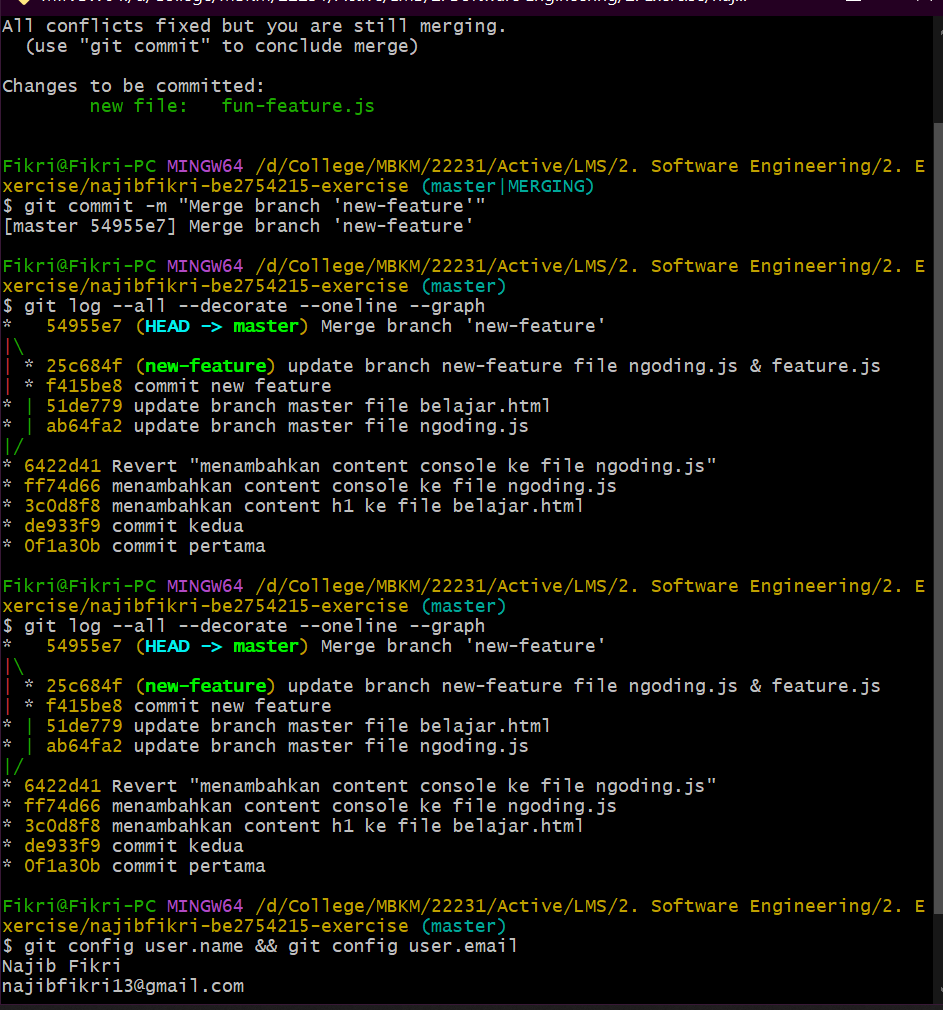 All conflicts fixed but you are still merging.
  (use "git commit" to conclude merge)

Changes to be committed:
        new file:   fun-feature.js


Fikri@Fikri-PC MINGW64 /d/College/MBKM/22231/Active/LMS/2. Software Engineering/2. E
xercise/najibfikri-be2754215-exercise (master|MERGING)
$ git commit -m "Merge branch 'new-feature'"
[master 54955e7] Merge branch 'new-feature'

Fikri@Fikri-PC MINGW64 /d/College/MBKM/22231/Active/LMS/2. Software Engineering/2. E
xercise/najibfikri-be2754215-exercise (master)
$ git log --all --decorate --oneline --graph
*   54955e7 (HEAD -> master) Merge branch 'new-feature'
|\
| * 25c684f (new-feature) update branch new-feature file ngoding.js & feature.js
| * f415be8 commit new feature
* | 51de779 update branch master file belajar.html
* | ab64fa2 update branch master file ngoding.js
|/
* 6422d41 Revert "menambahkan content console ke file ngoding.js"
* ff74d66 menambahkan content console ke file ngoding.js
* 3c0d8f8 menambahkan content h1 ke file belajar.html
* de933f9 commit kedua
* 0f1a30b commit pertama

Fikri@Fikri-PC MINGW64 /d/College/MBKM/22231/Active/LMS/2. Software Engineering/2. E
xercise/najibfikri-be2754215-exercise (master)
$ git log --all --decorate --oneline --graph
*   54955e7 (HEAD -> master) Merge branch 'new-feature'
|\
| * 25c684f (new-feature) update branch new-feature file ngoding.js & feature.js
| * f415be8 commit new feature
* | 51de779 update branch master file belajar.html
* | ab64fa2 update branch master file ngoding.js
|/
* 6422d41 Revert "menambahkan content console ke file ngoding.js"
* ff74d66 menambahkan content console ke file ngoding.js
* 3c0d8f8 menambahkan content h1 ke file belajar.html
* de933f9 commit kedua
* 0f1a30b commit pertama

Fikri@Fikri-PC MINGW64 /d/College/MBKM/22231/Active/LMS/2. Software Engineering/2. E
xercise/najibfikri-be2754215-exercise (master)
$ git config user.name && git config user.email
Najib Fikri
najibfikri13@gmail.com